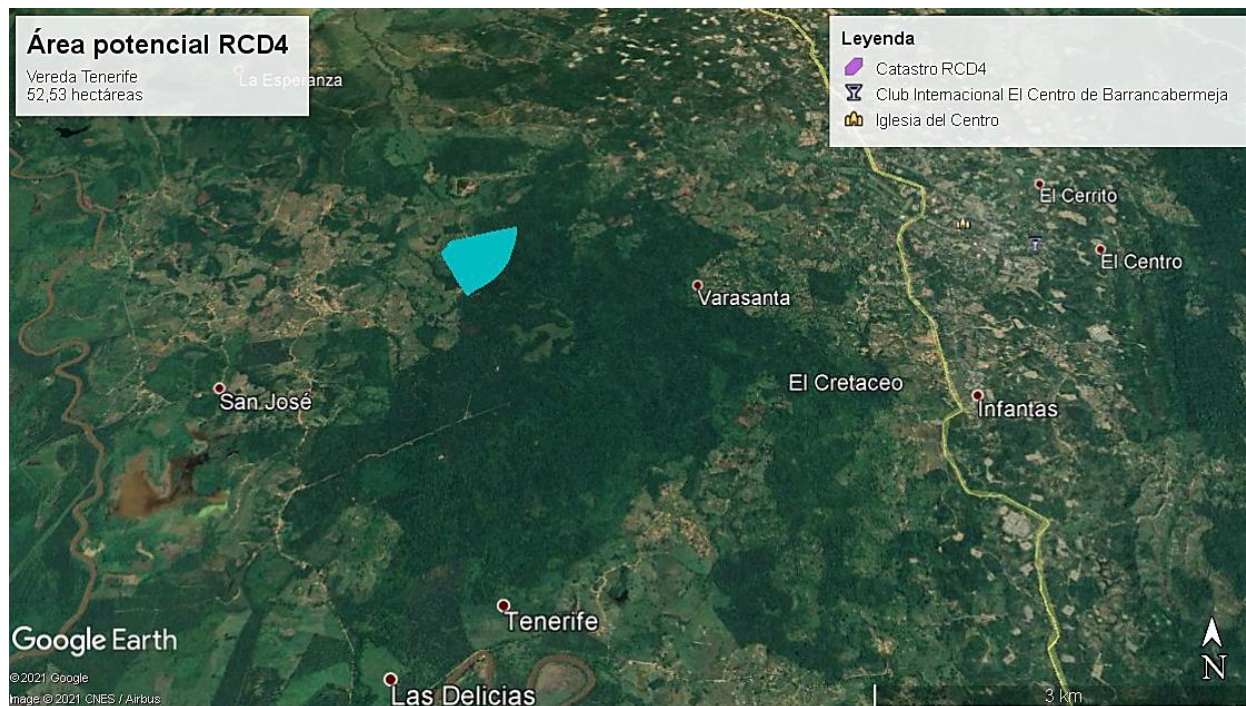 Área potencial RCD4
Vereda Tenerife
52,53 hectáreas
La Esperanza
Leyenda
Catastro RCD4
Club Internacional El Centro de Barrancabermeja
Iglesia del Centro
El Cerrito
El Centro
Varasanta
El Cretaceo
San José
Infantas
Tenerife
Las Delicias
Google Earth
© 2021 Google
Image © 2021 CNES / Airbus
3 km
N